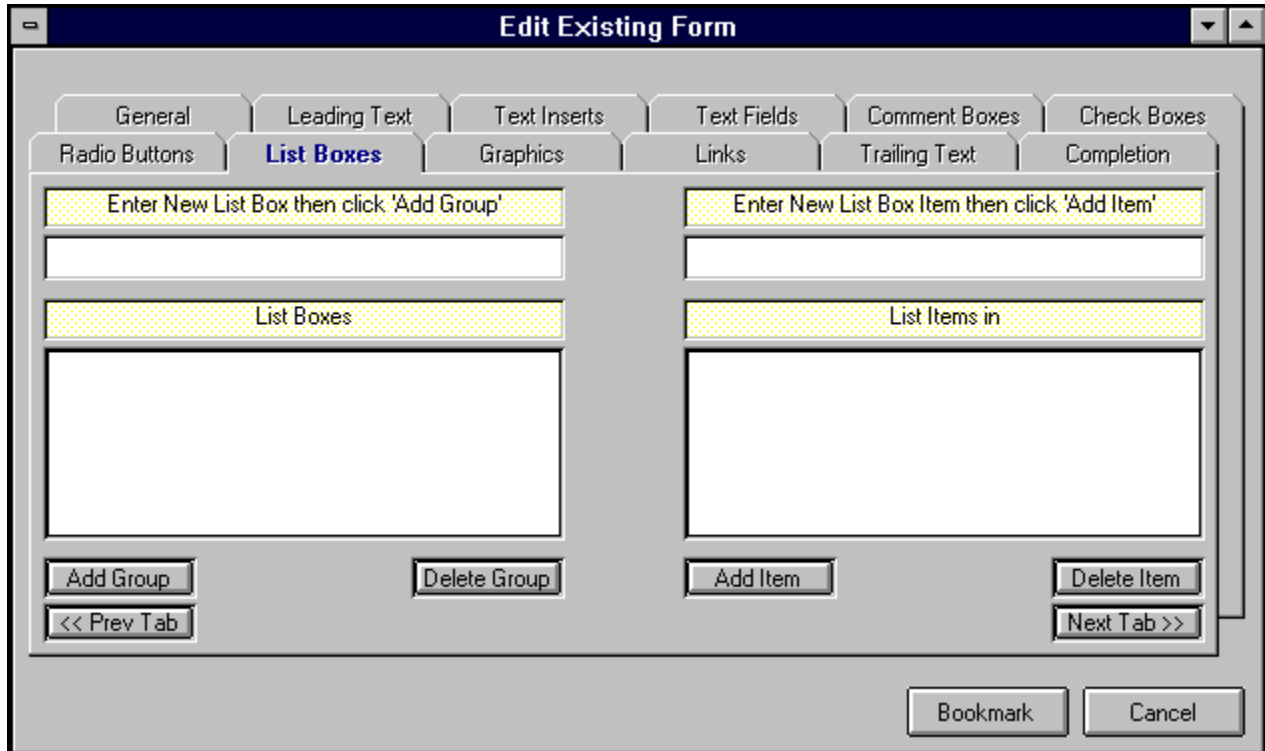 Edit Existing Form
General Leading Text Text Inserts Text Fields Comment Boxes Check Boxes
Radio Buttons List Boxes Graphics Links Trailing Text Completion
Enter New List Box then click 'Add Group' Enter New List Box Item then click 'Add Item'
List Boxes List Items in
Add Group Delete Group Add Item Delete Item
<< Prev Tab Next Tab >>
Bookmark Cancel